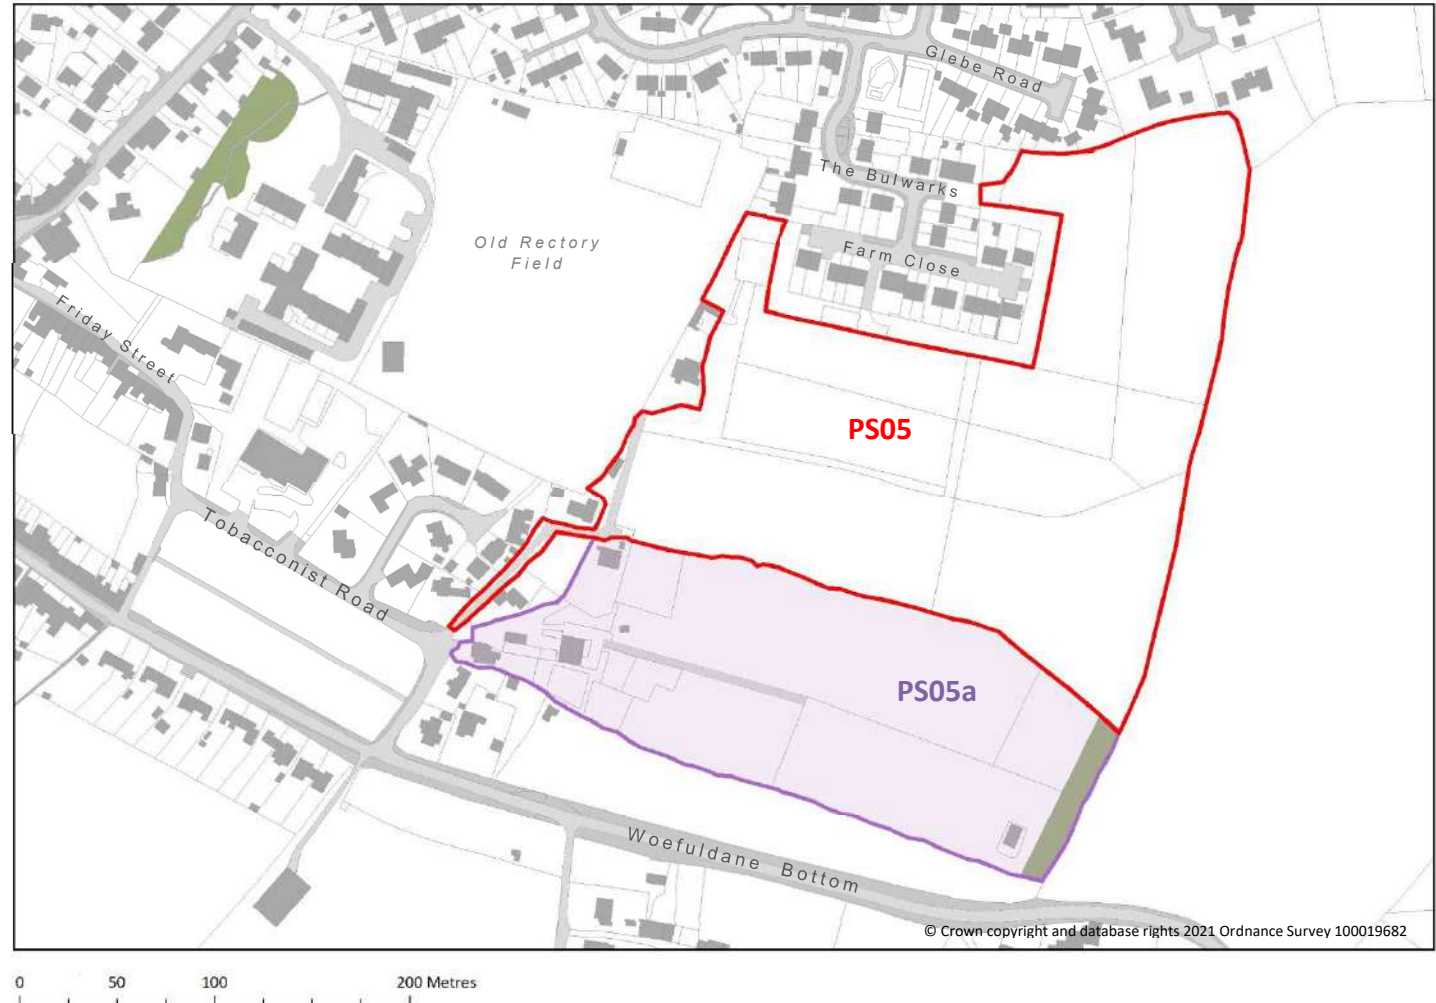 Glebe Road
The Bulwarks
Old Rectory
Field
Farm Close
Friday Street
PS05
Tobacconist Road
PS05a
Woefuldane Bottom
© Crown copyright and database rights 2021 Ordnance Survey 100019682
0 50 100 200 Metres